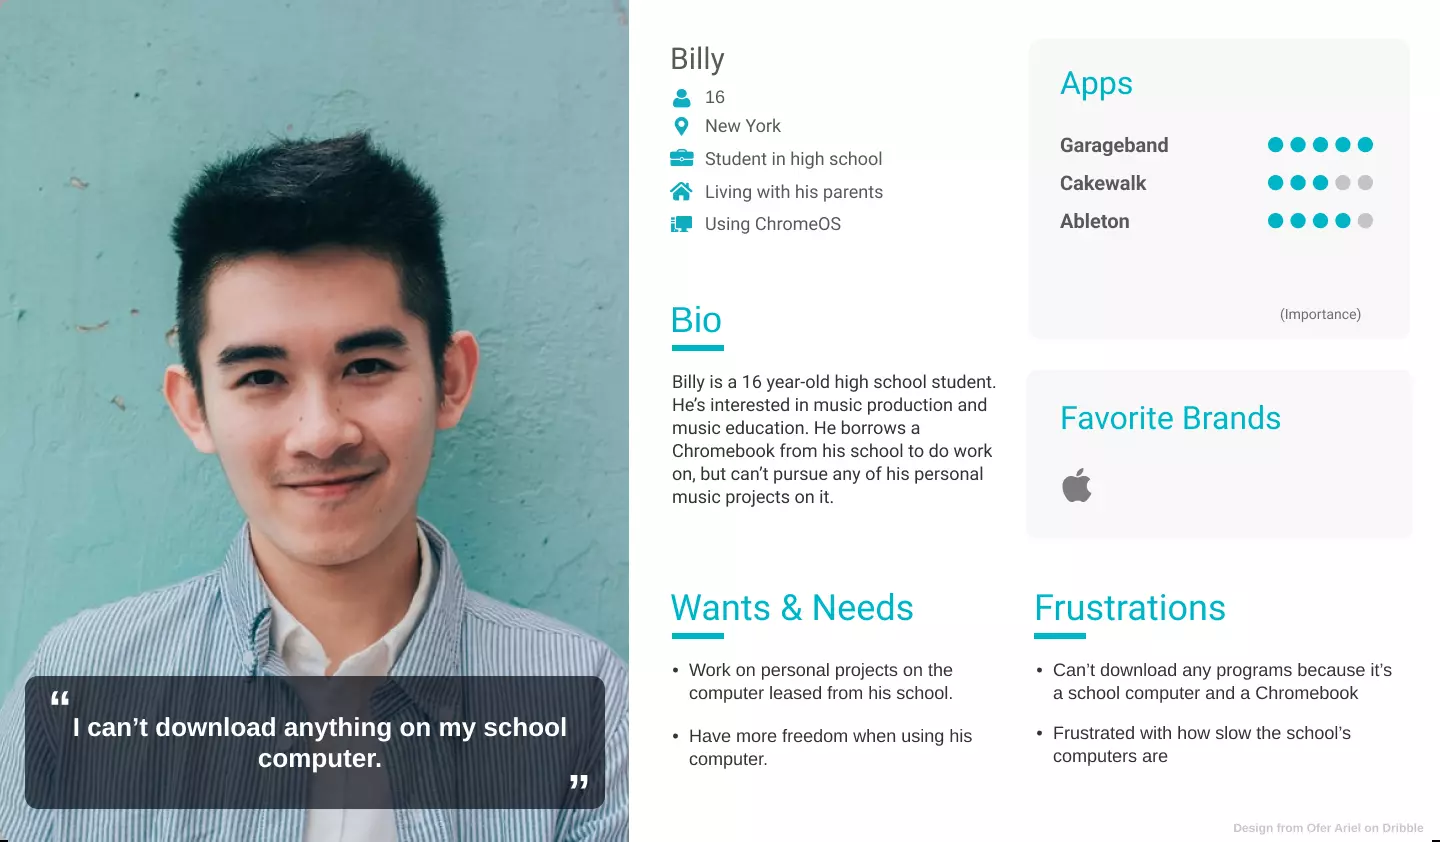 Billy
16
New York
Student in high school
Living with his parents
Using ChromeOS
Bio
Billy is a 16 year-old high school student.
He’s interested in music production and
music education. He borrows a
Chromebook from his school to do work
on, but can’t pursue any of his personal
music projects on it.
Apps
Garageband
Cakewalk
Ableton
(Importance)
Favorite Brands
Wants & Needs
• Work on personal projects on the
computer leased from his school.
• Have more freedom when using his
computer.
Frustrations
• Can’t download any programs because it’s
a school computer and a Chromebook
• Frustrated with how slow the school’s
computers are
“
I can’t download anything on my school
computer.
”
Design from Ofer Ariel on Dribble